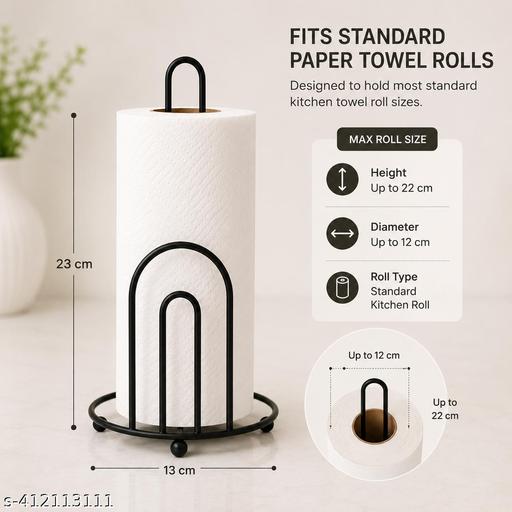 FITS STANDARD
PAPER TOWEL ROLLS
Designed to hold most standard
kitchen towel roll sizes.
MAX ROLL SIZE
Height
Up to 22 cm
Diameter
Up to 12 cm
Roll Type
Standard
Kitchen Roll
23 cm
13 cm
Up to 12 cm
Up to
22 cm
s-412113111